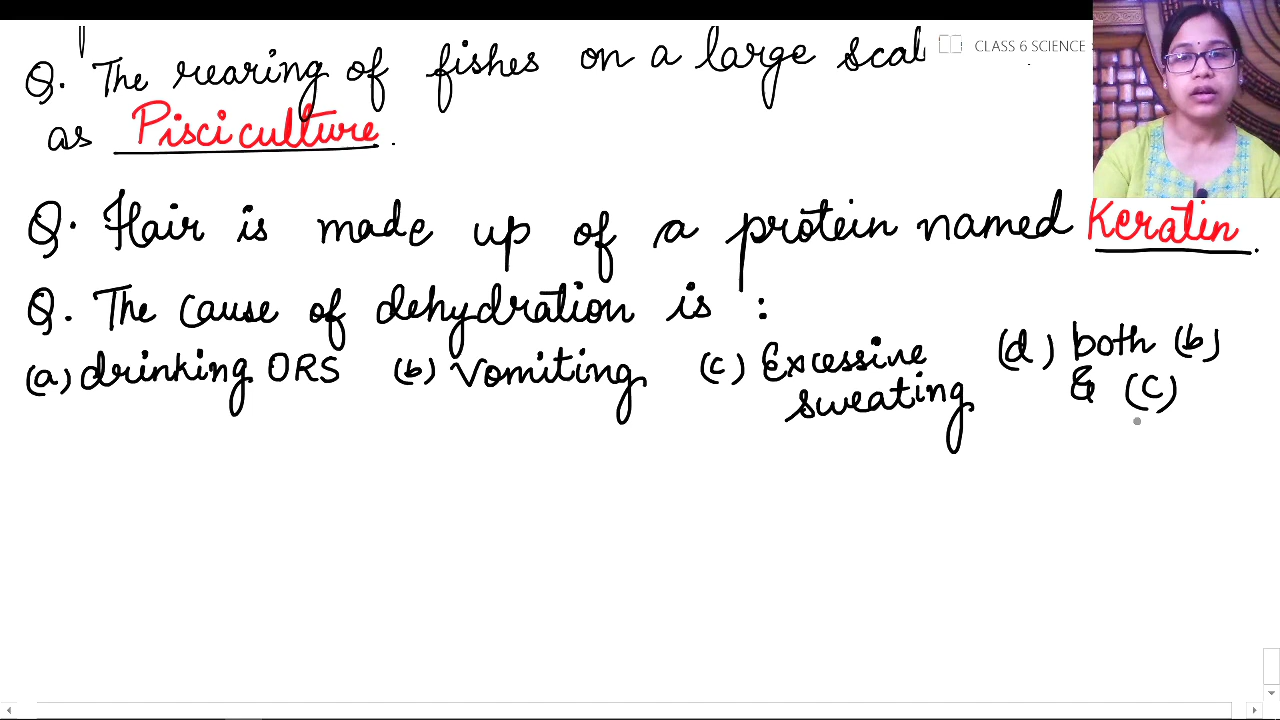 Q. The rearing of fishes on a large scal
CLASS 6 SCIENCE
as Pisciculture.
Q. Hair is made up of a protein named Keratin.
Q. The cause of dehydration is :
(a) drinking ORS (b) Vomiting (c) Excessive sweating (d) both (b) & (c)